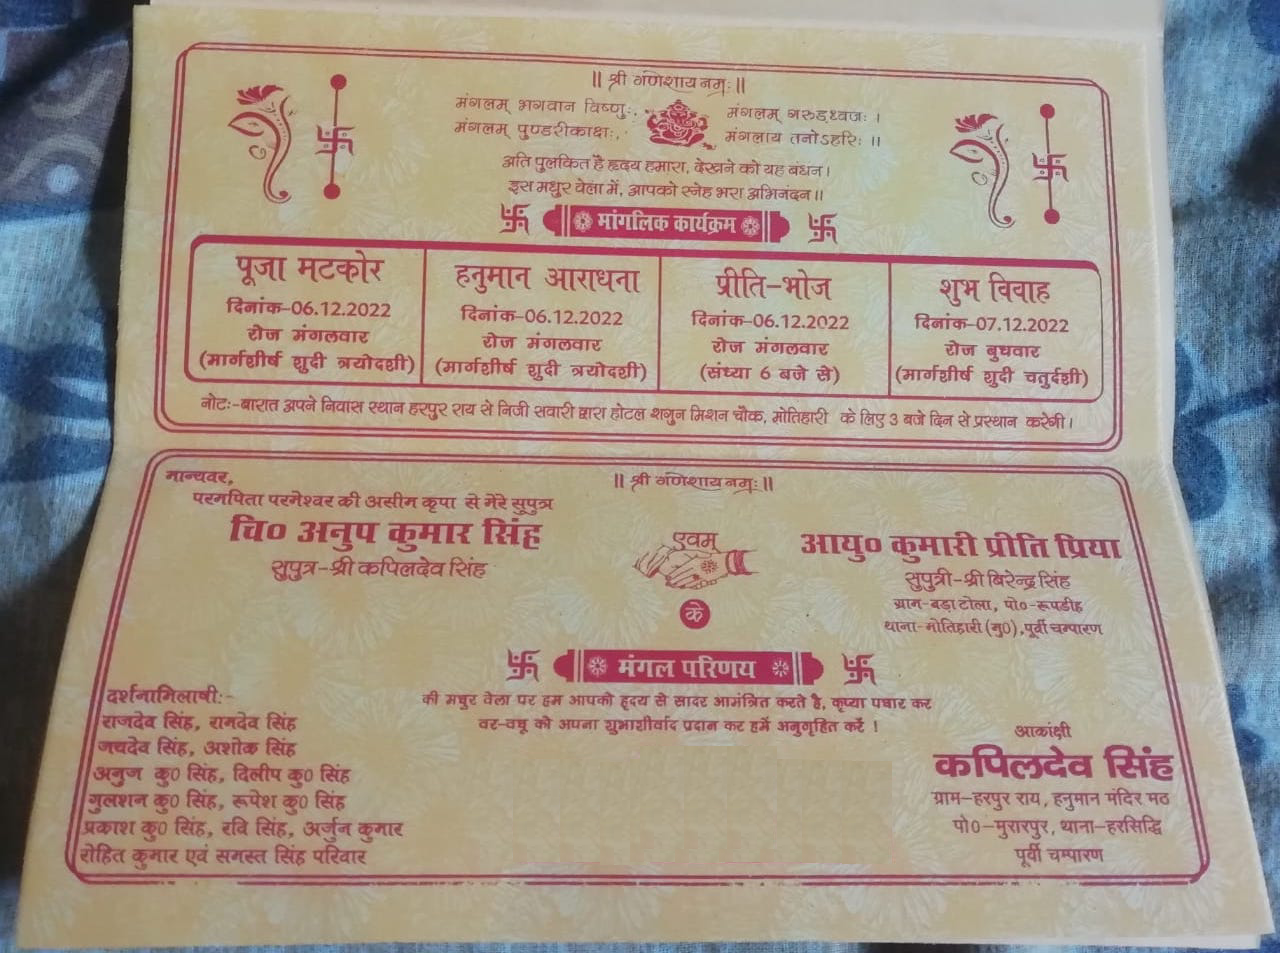 ॥ श्री गणेशाय नमः ॥
मंगलम् भगवान विष्णुः, मंगलम् गरुडध्वजः ।
मंगलम् पुण्डरीकाक्षः, मंगलाय तनोऽहरिः ॥
अति पुलकित है हृदय हमारा, देखने को यह बंधन ।
इस मधुर वेला में, आपको स्नेह भरा अभिनंदन ॥
मांगलिक कार्यक्रम
पूजा मटकोर
दिनांक-06.12.2022
रोज मंगलवार
(मार्गशीर्ष शुदी त्रयोदशी)
हनुमान आराधना
दिनांक-06.12.2022
रोज मंगलवार
(मार्गशीर्ष शुदी त्रयोदशी)
प्रीति-भोज
दिनांक-06.12.2022
रोज मंगलवार
(संध्या 6 बजे से)
शुभ विवाह
दिनांक-07.12.2022
रोज बुधवार
(मार्गशीर्ष शुदी चतुर्दशी)
नोटः-बारात अपने निवास स्थान हरपुर राय से निजी सवारी द्वारा होटल शगुन मिशन चौक, मोतिहारी के लिए 3 बजे दिन से प्रस्थान करेगी ।
॥ श्री गणेशाय नमः ॥
मान्यवर,
परमपिता परमेश्वर की असीम कृपा से मेरे सुपुत्र
चि० अनुप कुमार सिंह
सुपुत्र-श्री कपिलदेव सिंह
एवम्
आयु० कुमारी प्रीति प्रिया
सुपुत्री-श्री बिरेन्द्र सिंह
ग्राम-बड़ा टोला, पो०-रूपडीह
थाना-मोतिहारी (मु०), पूर्वी चम्पारण
के
मंगल परिणय
की मधुर वेला पर हम आपको हृदय से सादर आमंत्रित करते है, कृप्या पधार कर
वर-वधू को अपना शुभाशीर्वाद प्रदान कर हमें अनुगृहित करें !
दर्शनाभिलाषी:-
राजदेव सिंह, रामदेव सिंह
जयदेव सिंह, अशोक सिंह
अनुज कु० सिंह, दिलीप कु० सिंह
गुलशन कु० सिंह, रूपेश कु० सिंह
प्रकाश कु० सिंह, रवि सिंह, अर्जुन कुमार
रोहित कुमार एवं समस्त सिंह परिवार
आकांक्षी
कपिलदेव सिंह
ग्राम-हरपुर राय, हनुमान मंदिर मठ
पो०-मुरारपुर, थाना-हरसिद्धि
पूर्वी चम्पारण